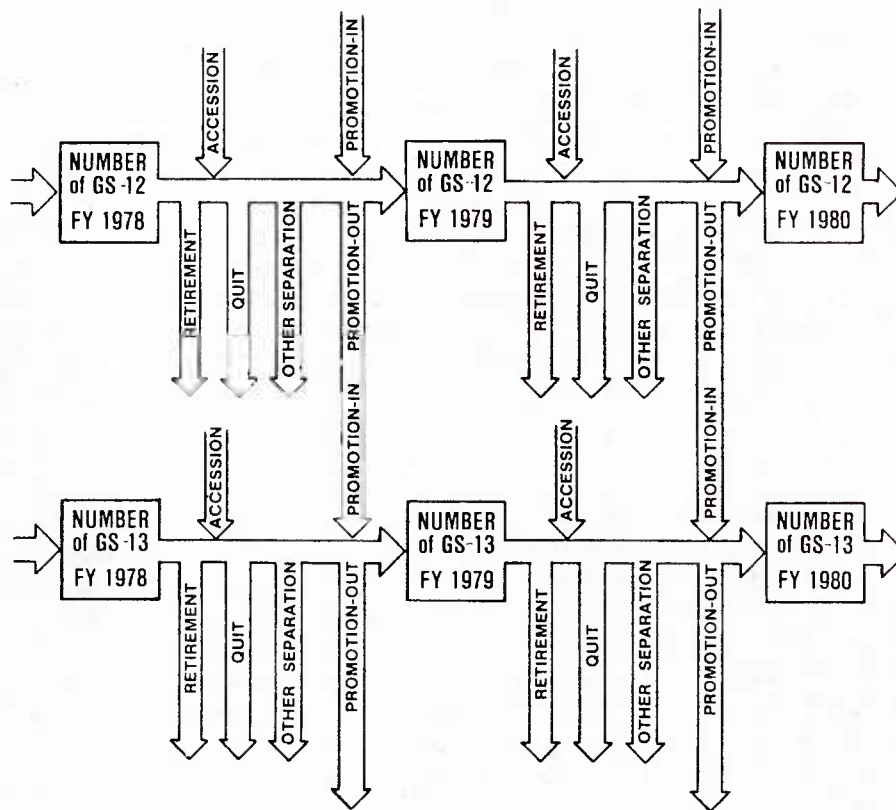 ACCESSION
PROMOTION-IN
ACCESSION
PROMOTION-IN
NUMBER
of GS-12
FY 1978
NUMBER
of GS-12
FY 1979
NUMBER
of GS-12
FY 1980
RETIREMENT
QUIT
OTHER SEPARATION
PROMOTION-OUT
RETIREMENT
QUIT
OTHER SEPARATION
PROMOTION-OUT
ACCESSION
PROMOTION-IN
ACCESSION
PROMOTION-IN
NUMBER
of GS-13
FY 1978
NUMBER
of GS-13
FY 1979
NUMBER
of GS-13
FY 1980
RETIREMENT
QUIT
OTHER SEPARATION
PROMOTION-OUT
RETIREMENT
QUIT
OTHER SEPARATION
PROMOTION-OUT